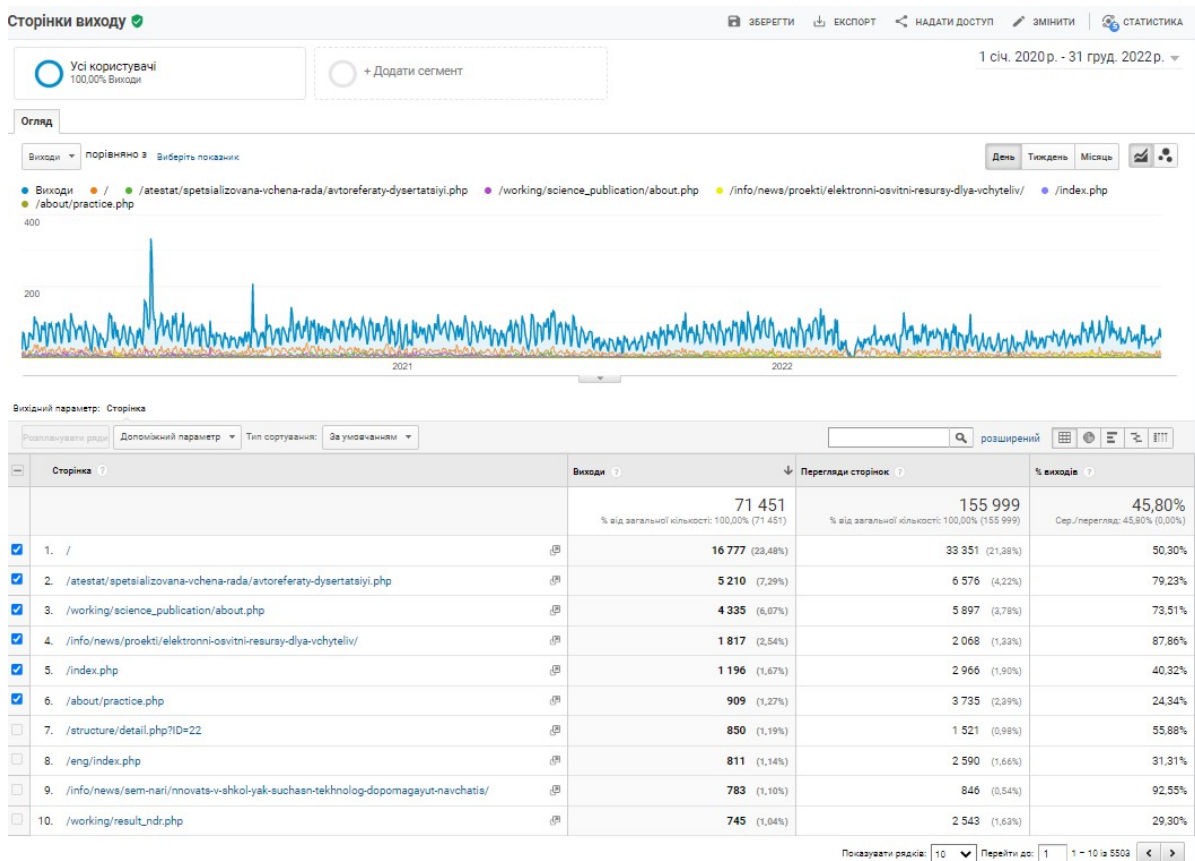 Сторінки виходу
ЗБЕРЕГТИ ЕКСПОРТ НАДАТИ ДОСТУП ЗМІНИТИ СТАТИСТИКА
Усі користувачі
100,00% Виходи
+ Додати сегмент
1 січ. 2020 р. - 31 груд. 2022 р.
Огляд
Виходи порівняно з Виберіть показник
День Тиждень Місяць
Виходи / /atestat/spetsializovana-vchena-rada/avtoreferaty-dysertatsiyi.php /working/science_publication/about.php /info/news/proekti/elektronni-osvitni-resursy-dlya-vchyteliv/ /index.php
/about/practice.php
400
200
2021 2022
Вихідний параметр: Сторінка
Розпланувати ряди Допоміжний параметр Тип сортування: За умовчанням розширений
Сторінка ? Виходи ? Перегляди сторінок ? % виходів ?
71 451 155 999 45,80%
% від загальної кількості: 100,00% (71 451) % від загальної кількості: 100,00% (155 999) Сер./перегляд: 45,80% (0,00%)
1. / 16 777 (23,48%) 33 351 (21,38%) 50,30%
2. /atestat/spetsializovana-vchena-rada/avtoreferaty-dysertatsiyi.php 5 210 (7,29%) 6 576 (4,22%) 79,23%
3. /working/science_publication/about.php 4 335 (6,07%) 5 897 (3,78%) 73,51%
4. /info/news/proekti/elektronni-osvitni-resursy-dlya-vchyteliv/ 1 817 (2,54%) 2 068 (1,33%) 87,86%
5. /index.php 1 196 (1,67%) 2 966 (1,90%) 40,32%
6. /about/practice.php 909 (1,27%) 3 735 (2,39%) 24,34%
7. /structure/detail.php?ID=22 850 (1,19%) 1 521 (0,98%) 55,88%
8. /eng/index.php 811 (1,14%) 2 590 (1,66%) 31,31%
9. /info/news/sem-nari/nnovats-v-shkol-yak-suchasn-tekhnolog-dopomagayut-navchatis/ 783 (1,10%) 846 (0,54%) 92,55%
10. /working/result_ndr.php 745 (1,04%) 2 543 (1,63%) 29,30%
Показувати рядків: 10 Перейти до: 1 1 – 10 із 5503